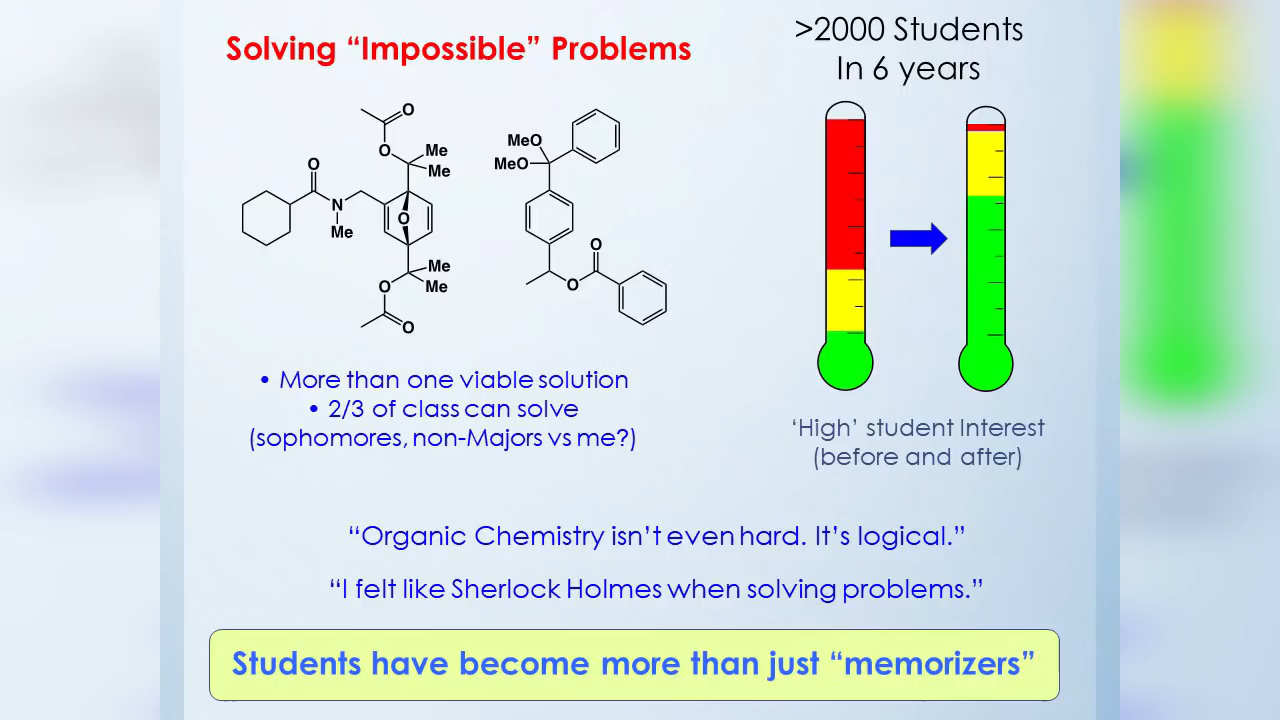 Solving “Impossible” Problems
>2000 Students
In 6 years
O
O
Me
Me
O
N
Me
O
Me
Me
O
O
MeO
MeO
O
O
• More than one viable solution
• 2/3 of class can solve
(sophomores, non-Majors vs me?)
‘High’ student Interest
(before and after)
“Organic Chemistry isn’t even hard. It’s logical.”
“I felt like Sherlock Holmes when solving problems.”
Students have become more than just “memorizers”